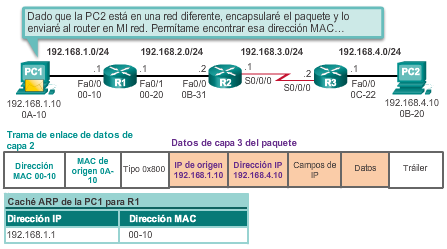 Dado que la PC2 está en una red diferente, encapsularé el paquete y lo
enviaré al router en MI red. Permítame encontrar esa dirección MAC...
192.168.1.0/24
192.168.2.0/24
192.168.3.0/24
192.168.4.0/24
PC1
.1
.1
.2
.2
.1
PC2
R1
R2
R3
Fa0/0
Fa0/1
Fa0/0
S0/0/0
S0/0/0
Fa0/0
00-10
00-20
0B-31
0C-22
192.168.1.10
0A-10
192.168.4.10
0B-20
Trama de enlace de datos de
capa 2
Datos de capa 3 del paquete
Dirección
MAC 00-10
MAC de
origen 0A-
10
Tipo 0x800
IP de origen
192.168.1.10
Dirección IP
192.168.4.10
Campos de
IP
Datos
Tráiler
Caché ARP de la PC1 para R1
Dirección IP
Dirección MAC
192.168.1.1
00-10